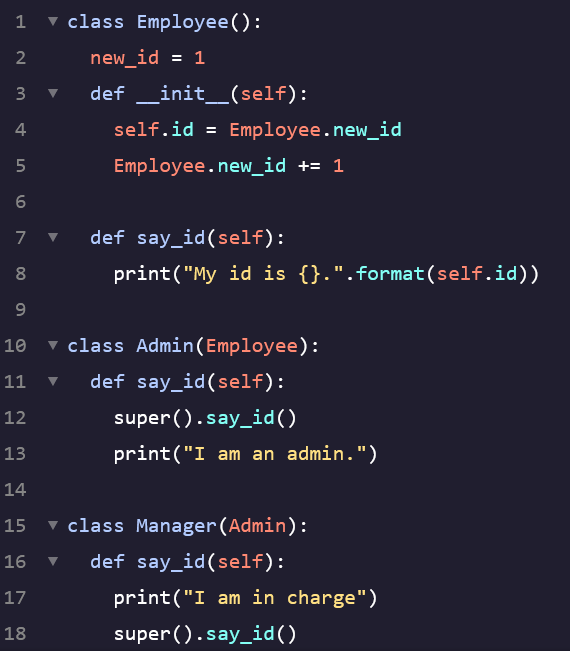 1 ▼ class Employee():
2     new_id = 1
3 ▼   def __init__(self):
4       self.id = Employee.new_id
5       Employee.new_id += 1
6
7 ▼   def say_id(self):
8       print("My id is {}.".format(self.id))
9
10 ▼ class Admin(Employee):
11 ▼   def say_id(self):
12       super().say_id()
13       print("I am an admin.")
14
15 ▼ class Manager(Admin):
16 ▼   def say_id(self):
17       print("I am in charge")
18       super().say_id()